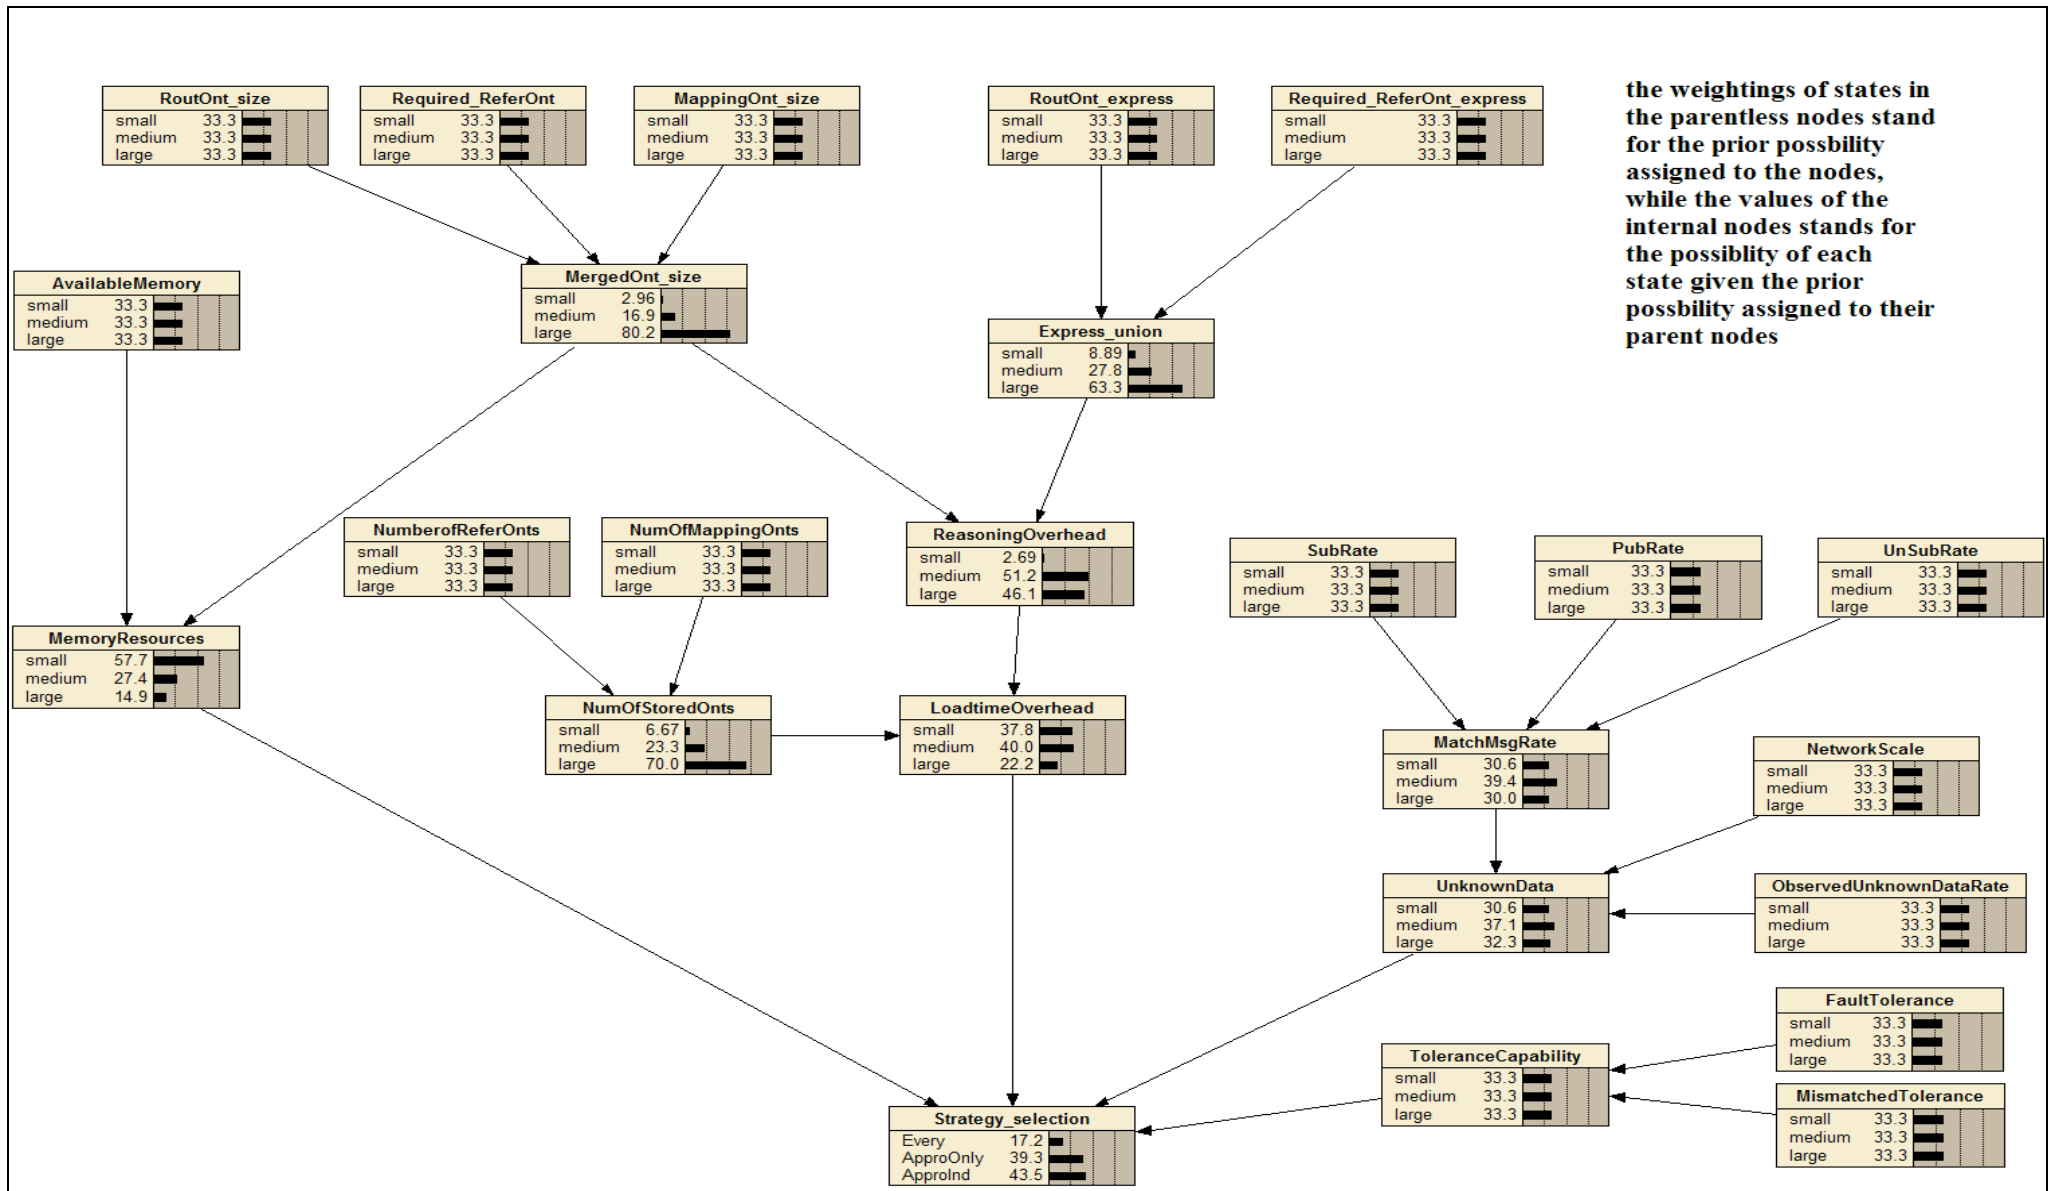 RoutOnt_size
small 33.3
medium 33.3
large 33.3
Required_ReferOnt
small 33.3
medium 33.3
large 33.3
MappingOnt_size
small 33.3
medium 33.3
large 33.3
RoutOnt_express
small 33.3
medium 33.3
large 33.3
Required_ReferOnt_express
small 33.3
medium 33.3
large 33.3
the weightings of states in
the parentless nodes stand
for the prior possbility
assigned to the nodes,
while the values of the
internal nodes stands for
the possiblity of each
state given the prior
possbility assigned to their
parent nodes
AvailableMemory
small 33.3
medium 33.3
large 33.3
MergedOnt_size
small 2.96
medium 16.9
large 80.2
Express_union
small 8.89
medium 27.8
large 63.3
NumberofReferOnts
small 33.3
medium 33.3
large 33.3
NumOfMappingOnts
small 33.3
medium 33.3
large 33.3
ReasoningOverhead
small 2.69
medium 51.2
large 46.1
SubRate
small 33.3
medium 33.3
large 33.3
PubRate
small 33.3
medium 33.3
large 33.3
UnSubRate
small 33.3
medium 33.3
large 33.3
MemoryResources
small 57.7
medium 27.4
large 14.9
NumOfStoredOnts
small 6.67
medium 23.3
large 70.0
LoadtimeOverhead
small 37.8
medium 40.0
large 22.2
MatchMsgRate
small 30.6
medium 39.4
large 30.0
NetworkScale
small 33.3
medium 33.3
large 33.3
UnknownData
small 30.6
medium 37.1
large 32.3
ObservedUnknownDataRate
small 33.3
medium 33.3
large 33.3
FaultTolerance
small 33.3
medium 33.3
large 33.3
ToleranceCapability
small 33.3
medium 33.3
large 33.3
MismatchedTolerance
small 33.3
medium 33.3
large 33.3
Strategy_selection
Every 17.2
ApproOnly 39.3
ApproInd 43.5